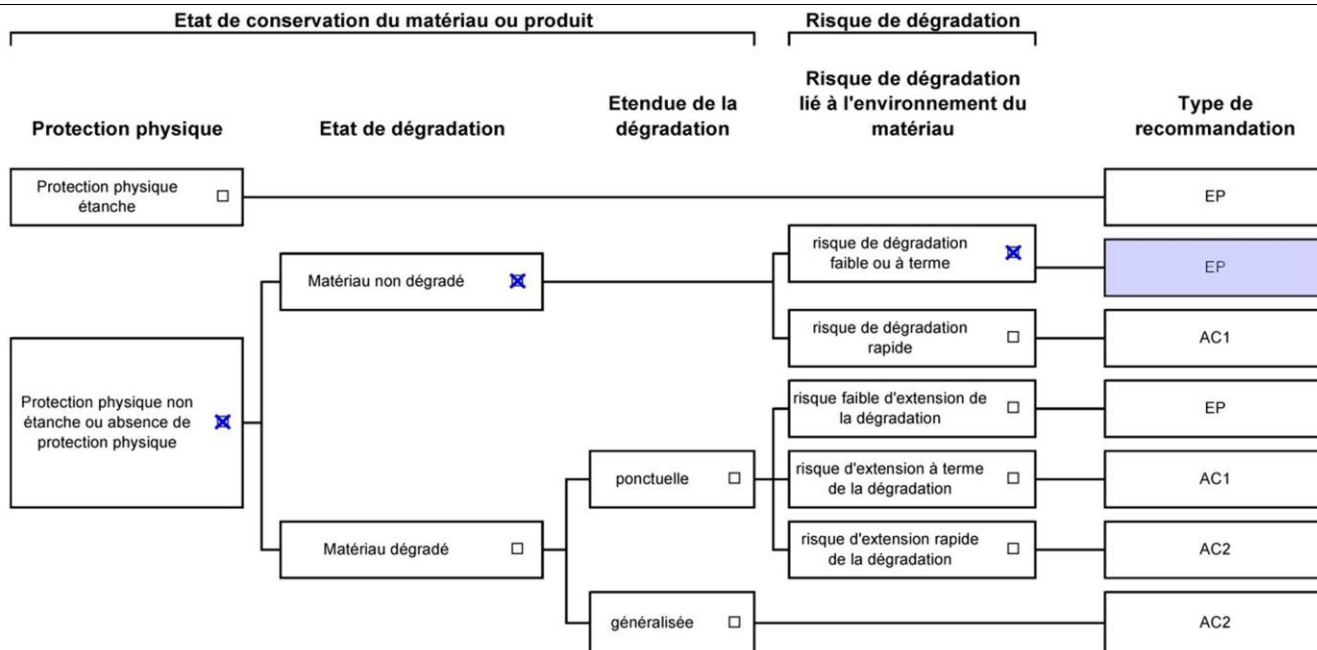 Etat de conservation du matériau ou produit
Risque de dégradation
Protection physique
Etat de dégradation
Etendue de la
dégradation
Risque de dégradation
lié à l'environnement du
matériau
Type de
recommandation
Protection physique
étanche
EP
risque de dégradation
faible ou à terme
EP
Matériau non dégradé
risque de dégradation
rapide
AC1
Protection physique non
étanche ou absence de
protection physique
risque faible d'extension de
la dégradation
EP
ponctuelle
risque d'extension à terme
de la dégradation
AC1
Matériau dégradé
risque d'extension rapide
de la dégradation
AC2
généralisée
AC2